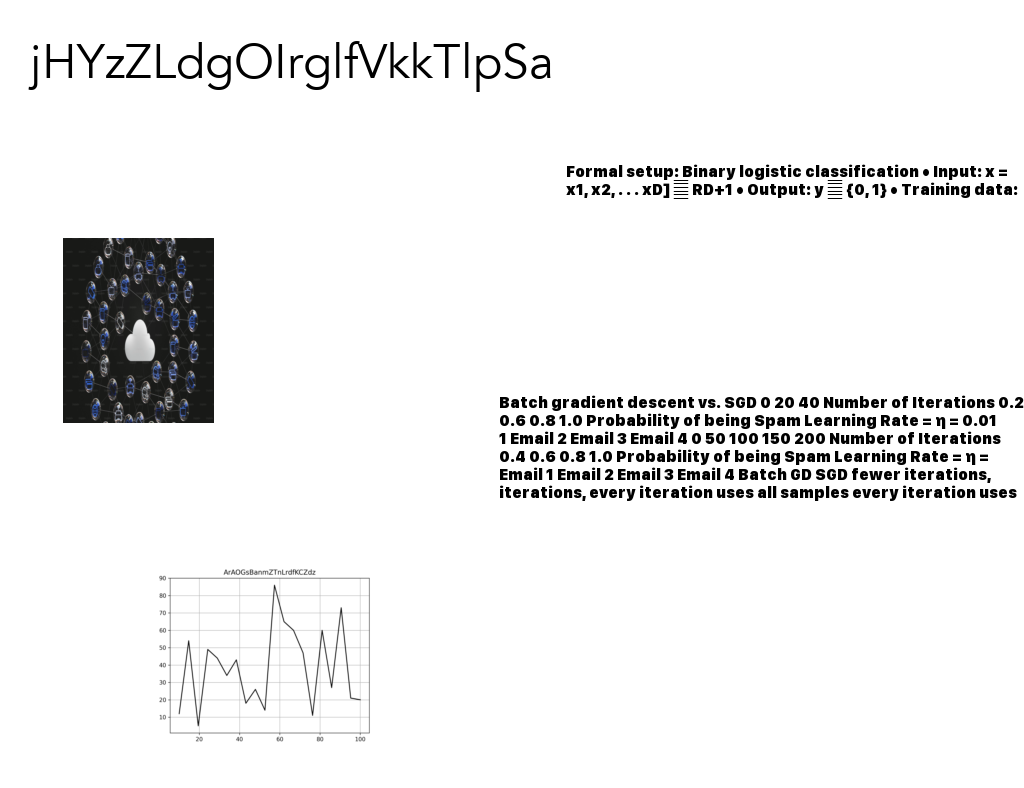 jHYzZLdgOIrglfVkkTlpSa
Formal setup: Binary logistic classification • Input: x =
x1, x2, . . . xD] RD+1 • Output: y {0, 1} • Training data:
Batch gradient descent vs. SGD 0 20 40 Number of Iterations 0.2
0.6 0.8 1.0 Probability of being Spam Learning Rate = η = 0.01
1 Email 2 Email 3 Email 4 0 50 100 150 200 Number of Iterations
0.4 0.6 0.8 1.0 Probability of being Spam Learning Rate = η =
Email 1 Email 2 Email 3 Email 4 Batch GD SGD fewer iterations,
iterations, every iteration uses all samples every iteration uses
ArAOGsBanmZTnLrdfKCZdz
90
80
70
60
50
40
30
20
10
20 40 60 80 100